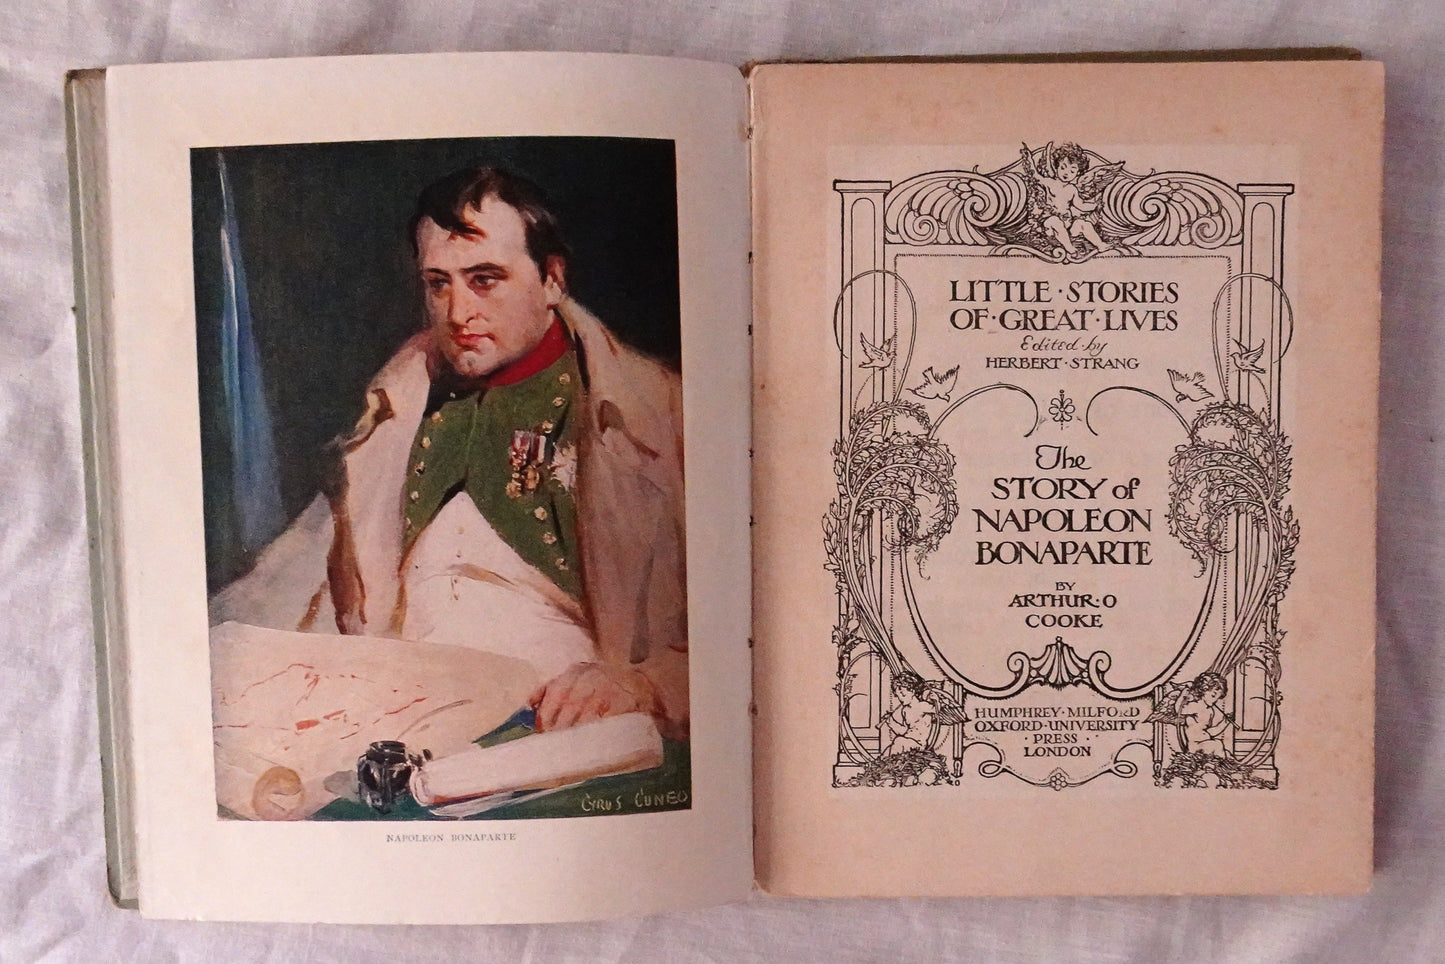 CYRUS CUNEO
NAPOLEON BONAPARTE
LITTLE · STORIES
OF · GREAT · LIVES
Edited · by
HERBERT · STRANG
The
STORY of
NAPOLEON
BONAPARTE
BY
ARTHUR · O
COOKE
HUMPHREY · MILFORD
OXFORD · UNIVERSITY
· PRESS ·
LONDON